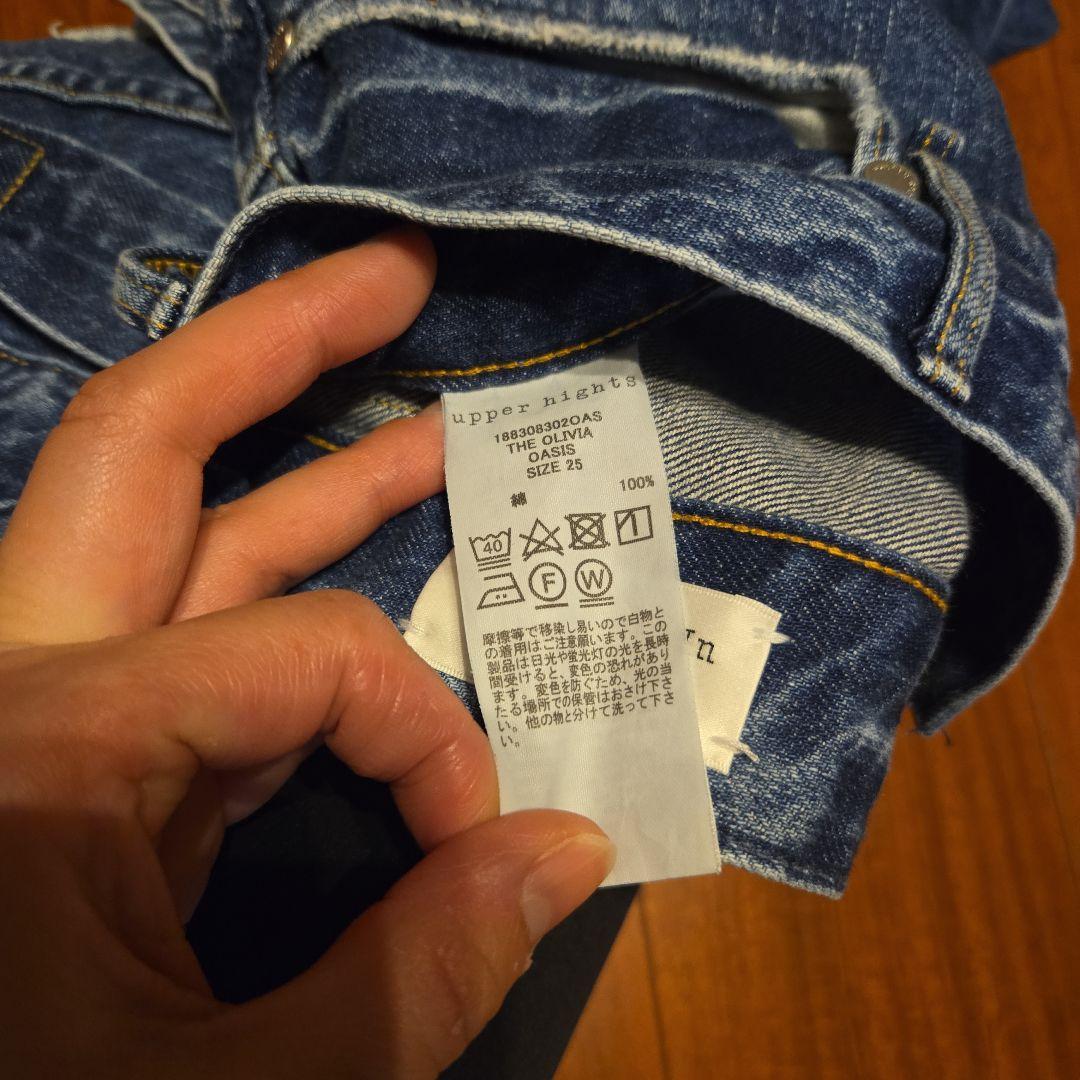 upper hights
188308302OAS
THE OLIVIA
OASIS
SIZE 25
綿 100%
40
F W
摩擦等で移染し易いので白物と
の着用はご注意願います。この
製品は日光や蛍光灯の光を長時
間受けると、変色の恐れがあり
ます。変色を防ぐため、光の当
たる場所での保管はおさけ下さ
い。他の物と分けて洗って下さ
い。